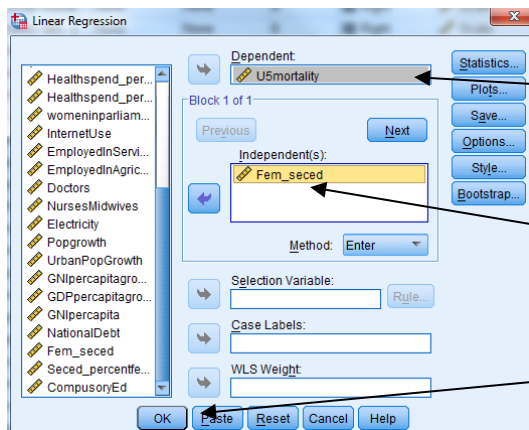 Linear Regression
Healthspend_per...
Healthspend_per...
womeninparliam...
InternetUse
EmployedInServi...
EmployedInAgric...
Doctors
NursesMidwives
Electricity
Popgrowth
UrbanPopGrowth
GNIpercapitagro...
GDPpercapitagro...
GNIpercapita
NationalDebt
Fem_seced
Seced_percentfe...
CompusoryEd
Dependent:
U5mortality
Block 1 of 1
Previous
Next
Independent(s):
Fem_seced
Method:
Enter
Selection Variable:
Rule...
Case Labels:
WLS Weight:
Statistics...
Plots...
Save...
Options...
Style...
Bootstrap...
OK
Paste
Reset
Cancel
Help